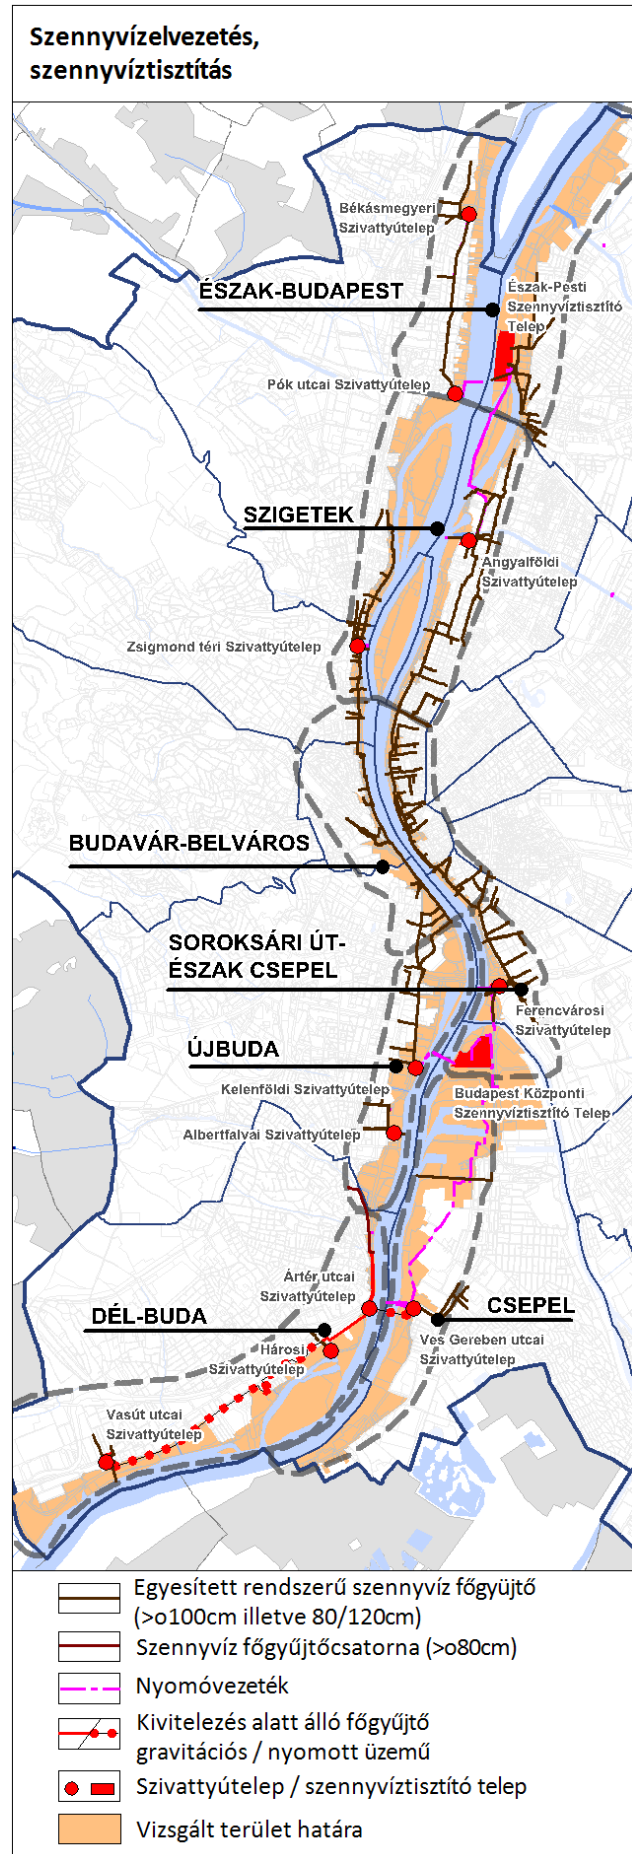 Szennyvízelvezetés,
szennyvíztisztítás
Békásmegyeri
Szivattyútelep
ÉSZAK-BUDAPEST
Észak-Pesti
Szennyvíztisztító
Telep
Pók utcai Szivattyútelep
SZIGETEK
Angyalföldi
Szivattyútelep
Zsigmond téri Szivattyútelep
BUDAVÁR-BELVÁROS
SOROKSÁRI ÚT-
ÉSZAK CSEPEL
Ferencvárosi
Szivattyútelep
ÚJBUDA
Kelenföldi Szivattyútelep
Budapest Központi
Szennyvíztisztító Telep
Albertfalvai Szivattyútelep
Ártér utcai
Szivattyútelep
DÉL-BUDA
CSEPEL
Hárosi
Szivattyútelep
Ves Gereben utcai
Szivattyútelep
Vasút utcai
Szivattyútelep
Egyesített rendszerű szennyvíz főgyüjtő
(>o100cm illetve 80/120cm)
Szennyvíz főgyűjtőcsatorna (>o80cm)
Nyomóvezeték
Kivitelezés alatt álló főgyűjtő
gravitációs / nyomott üzemű
Szivattyútelep / szennyvíztisztító telep
Vizsgált terület határa